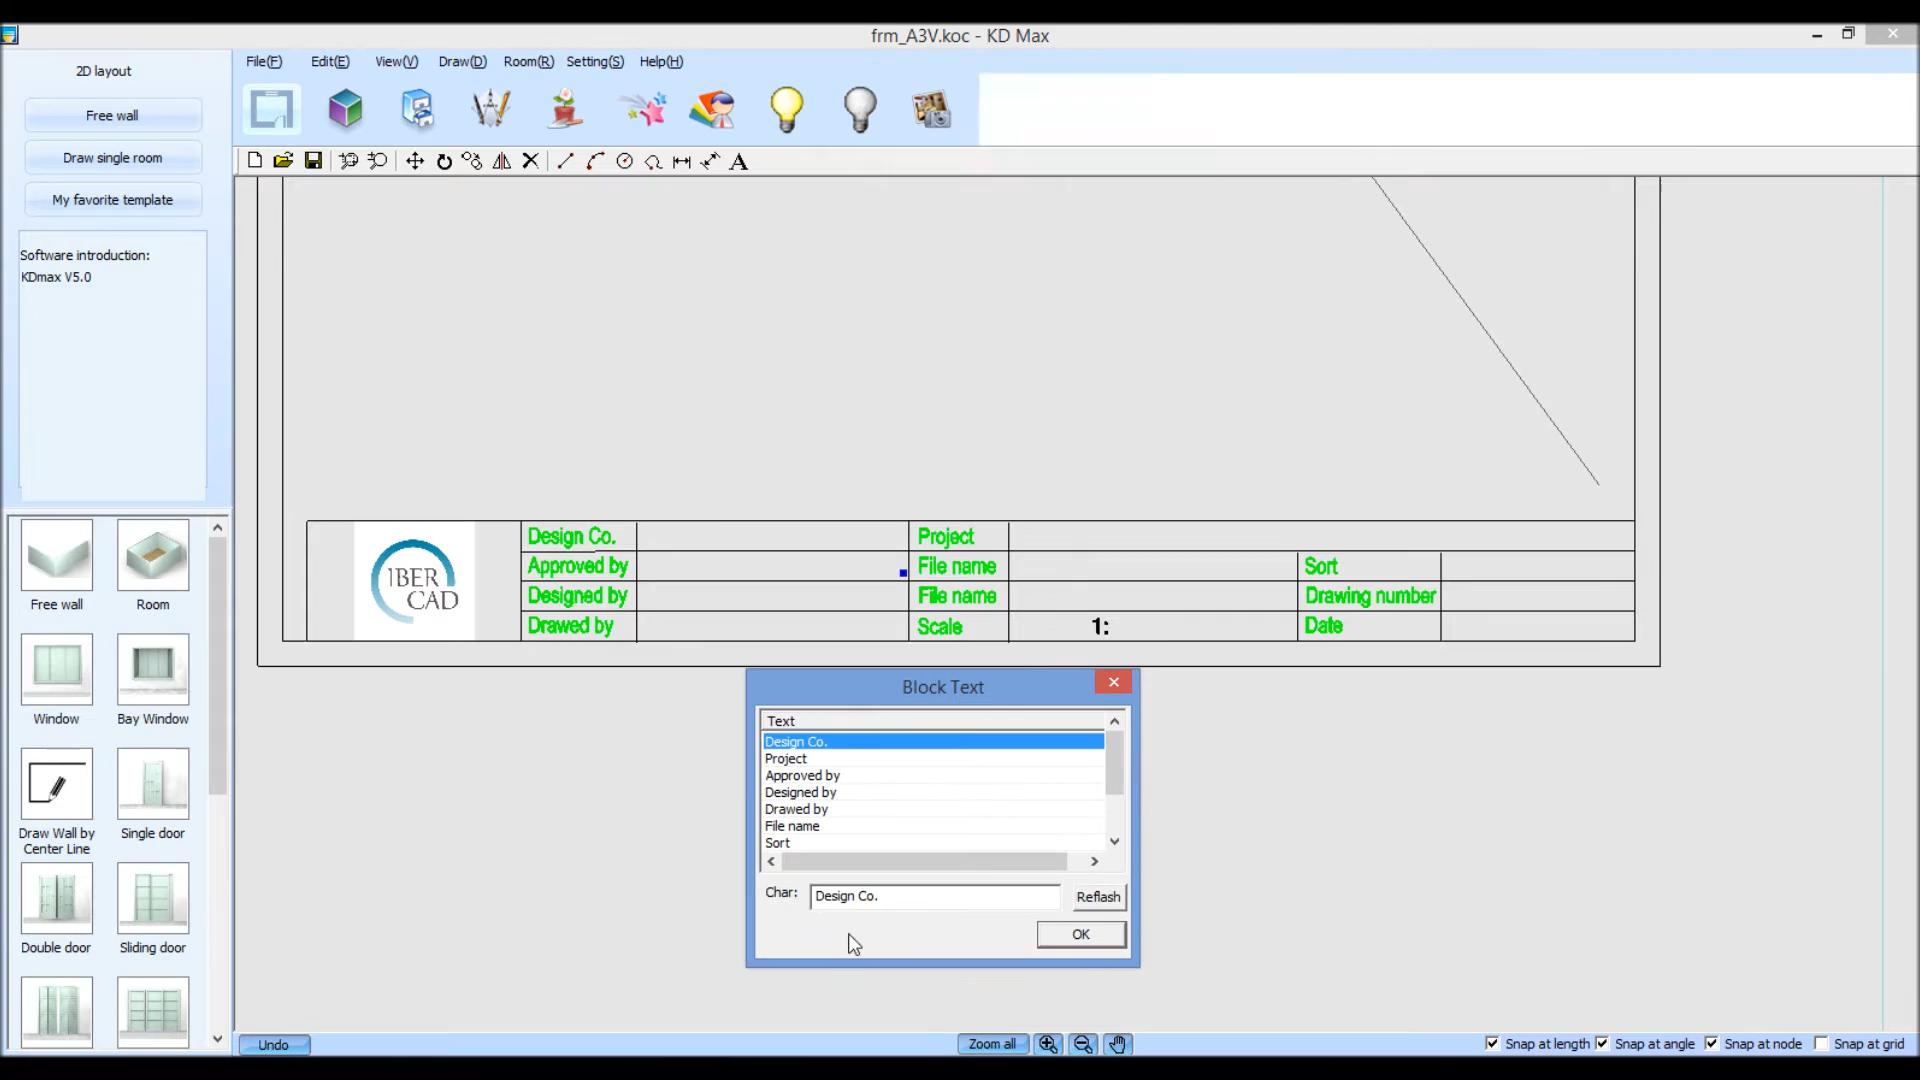 frm_A3V.koc - KD Max
2D layout
File(F) Edit(E) View(V) Draw(D) Room(R) Setting(S) Help(H)
Free wall
Draw single room
My favorite template
Software introduction:
KDmax V5.0
Free wall
Room
Window
Bay Window
Draw Wall by
Center Line
Single door
Double door
Sliding door
IBER
CAD
Design Co.
Project
Approved by
File name
Sort
Designed by
File name
Drawing number
Drawed by
Scale
1:
Date
Block Text
Text
Design Co.
Project
Approved by
Designed by
Drawed by
File name
Sort
Char:
Design Co.
Reflash
OK
Undo
Zoom all
Snap at length
Snap at angle
Snap at node
Snap at grid